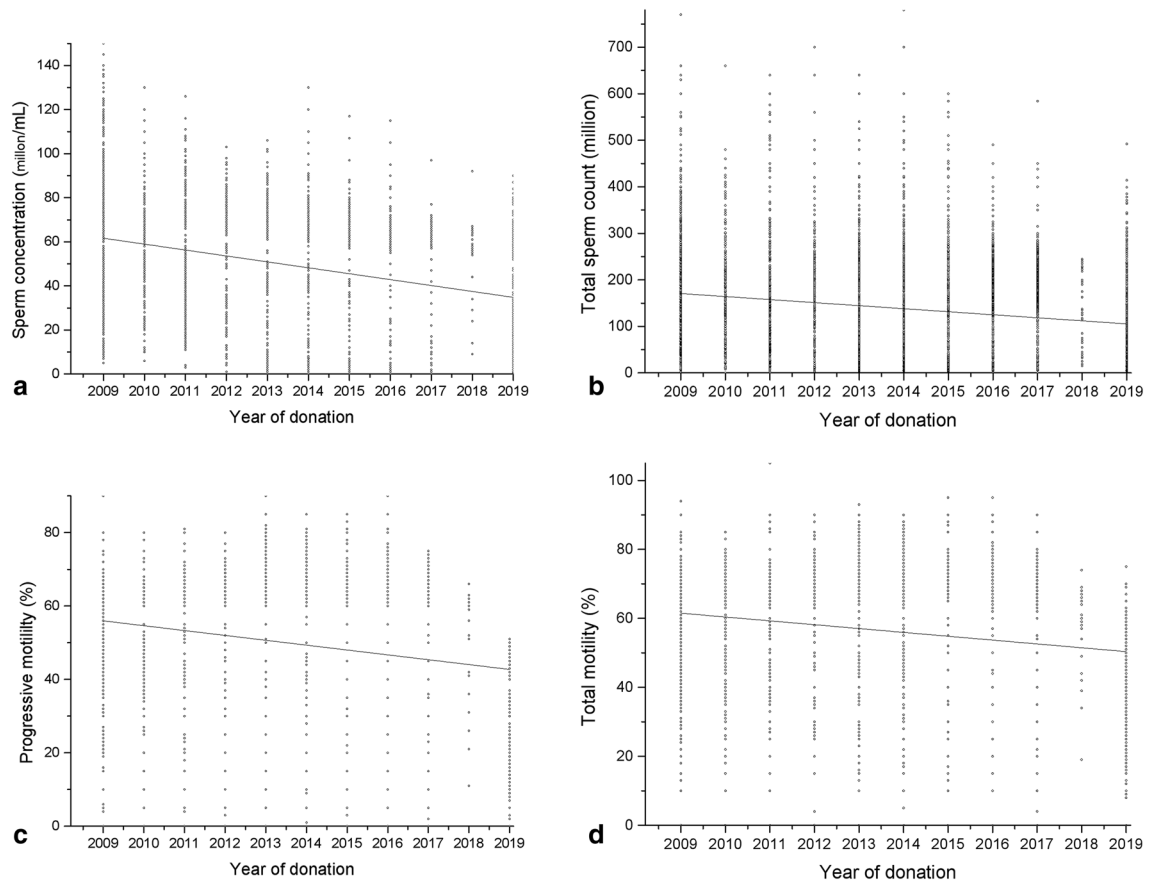 a
140
120
100
80
60
40
20
0
Sperm concentration (millon/mL)
2009 2010 2011 2012 2013 2014 2015 2016 2017 2018 2019
Year of donation
b
700
600
500
400
300
200
100
0
Total sperm count (million)
2009 2010 2011 2012 2013 2014 2015 2016 2017 2018 2019
Year of donation
c
80
60
40
20
0
Progressive motililty (%)
2009 2010 2011 2012 2013 2014 2015 2016 2017 2018 2019
Year of donation
d
100
80
60
40
20
0
Total motility (%)
2009 2010 2011 2012 2013 2014 2015 2016 2017 2018 2019
Year of donation